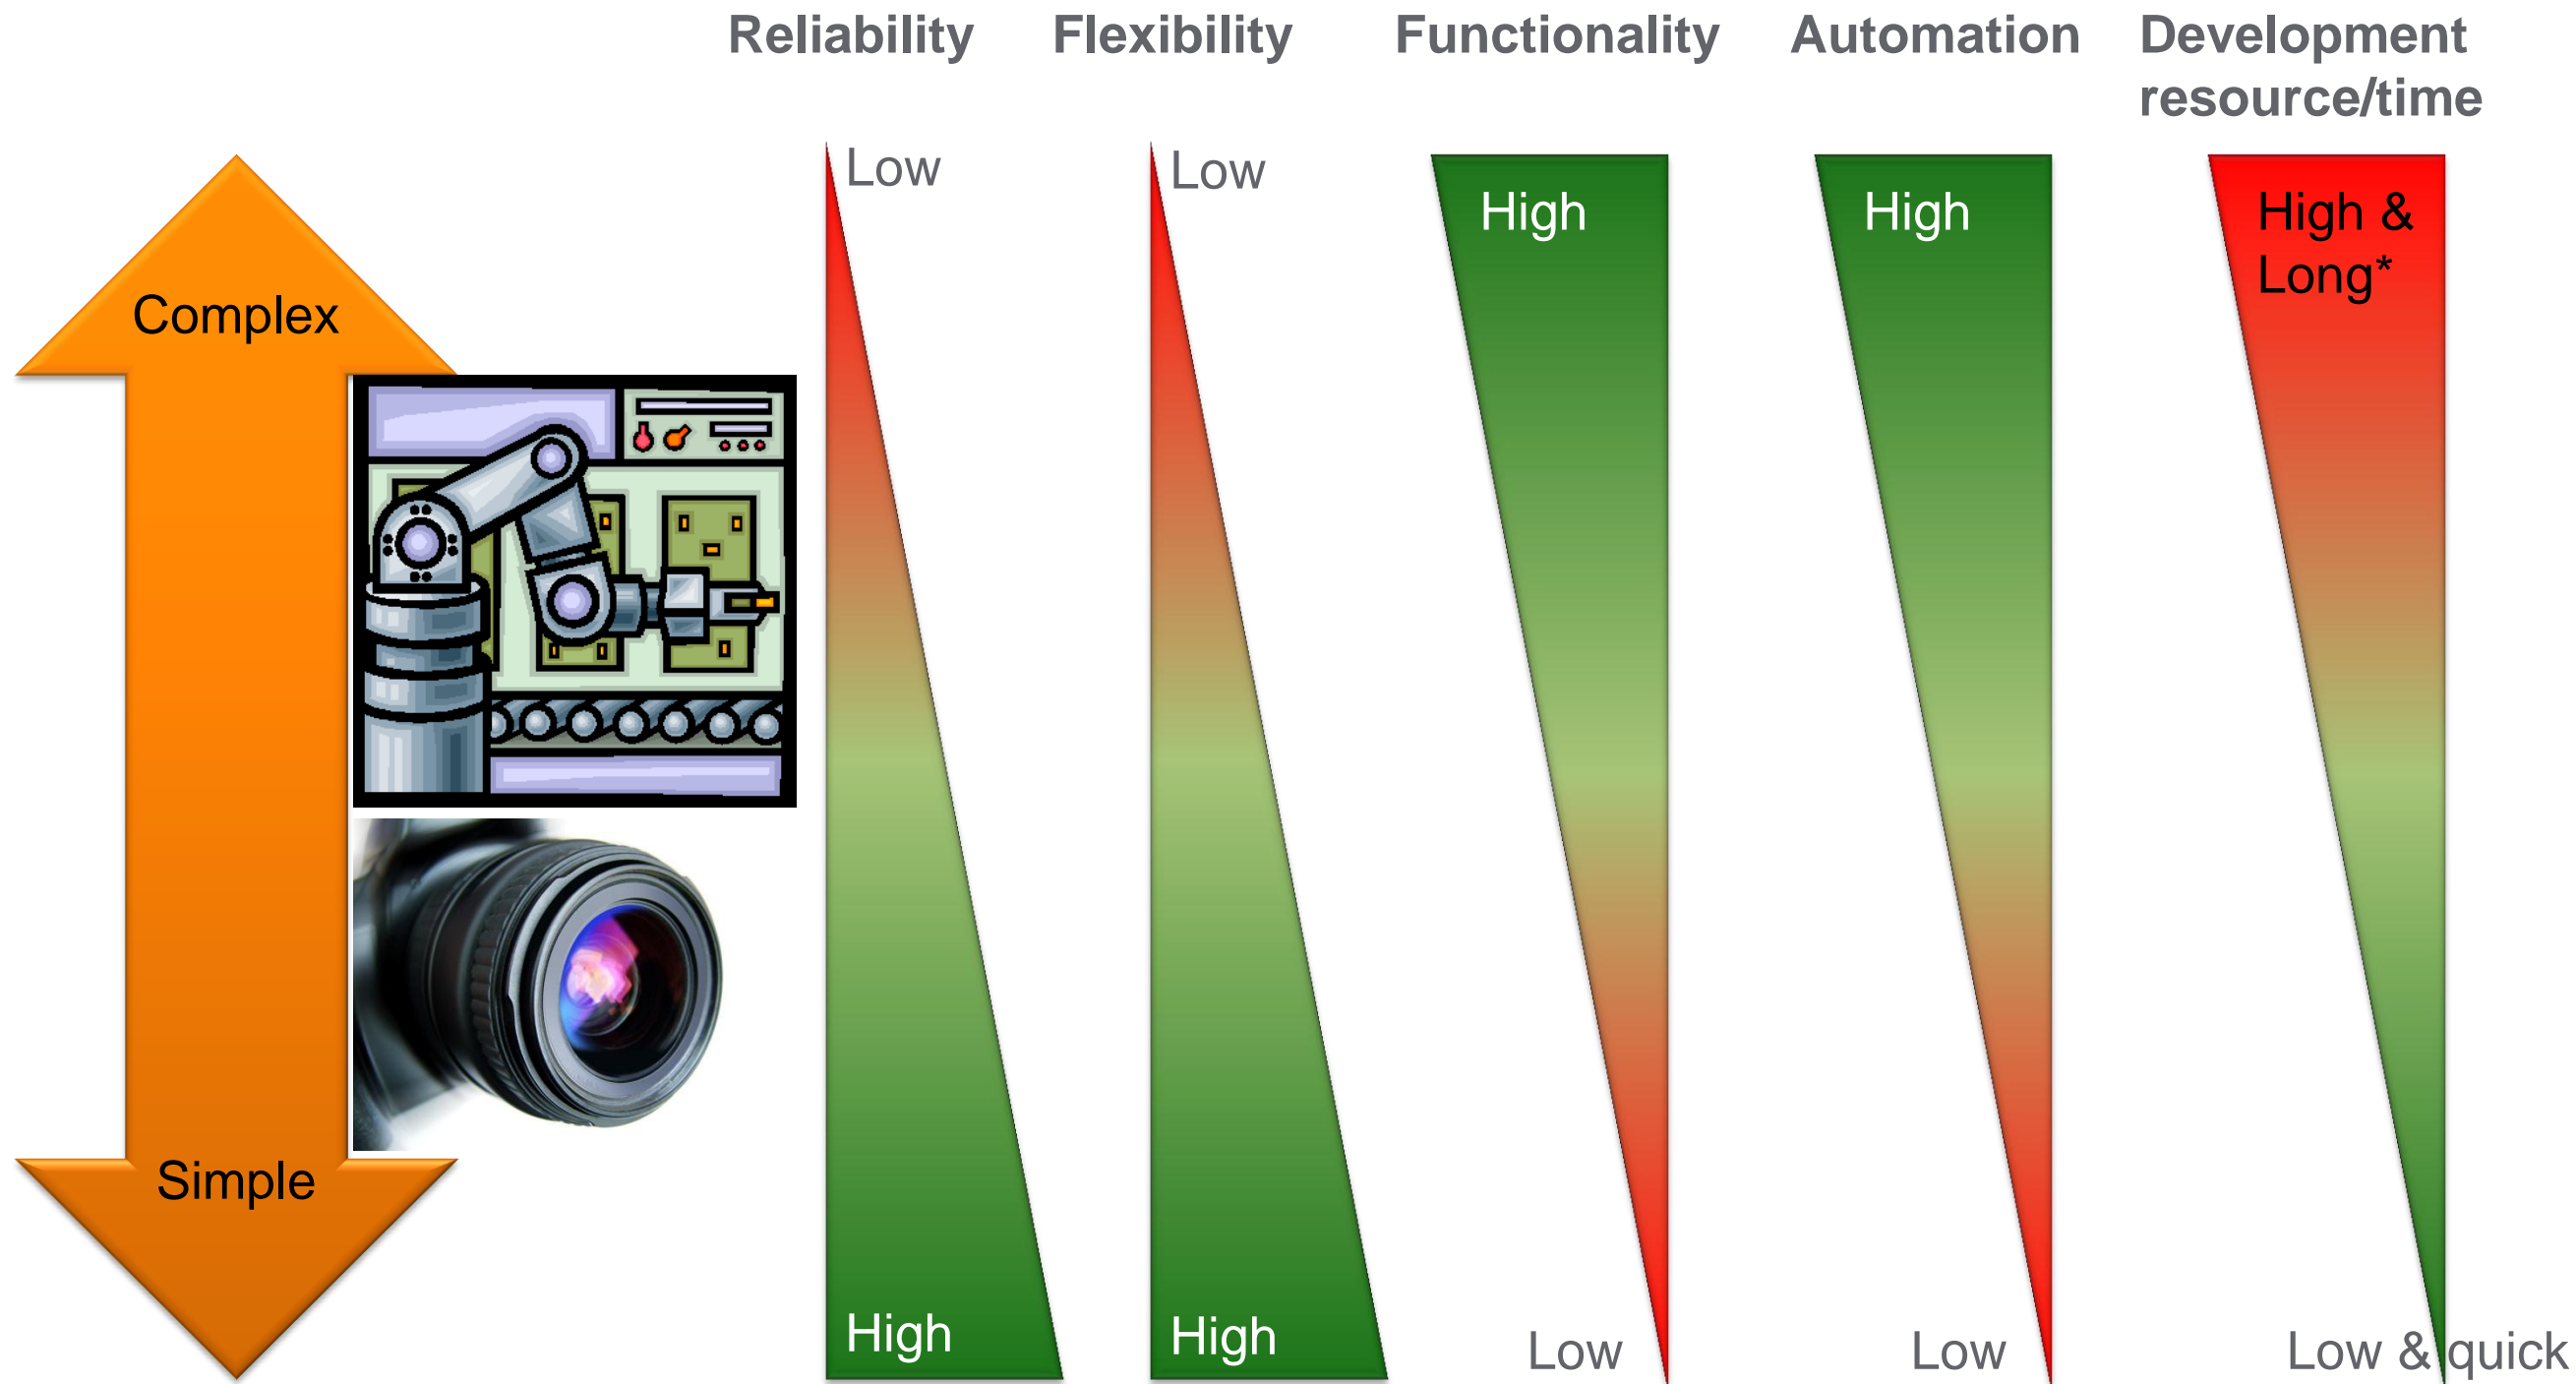 Reliability
Flexibility
Functionality
Automation
Development
resource/time
Low
Low
High
High
High &
Long*
Complex
Simple
High
High
Low
Low
Low & quick